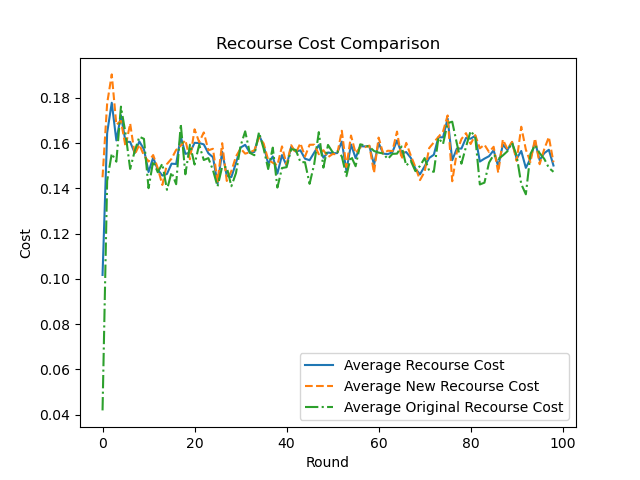 Recourse Cost Comparison
Cost
0.18
0.16
0.14
0.12
0.10
0.08
0.06
0.04
Average Recourse Cost
Average New Recourse Cost
Average Original Recourse Cost
0 20 40 60 80 100
Round